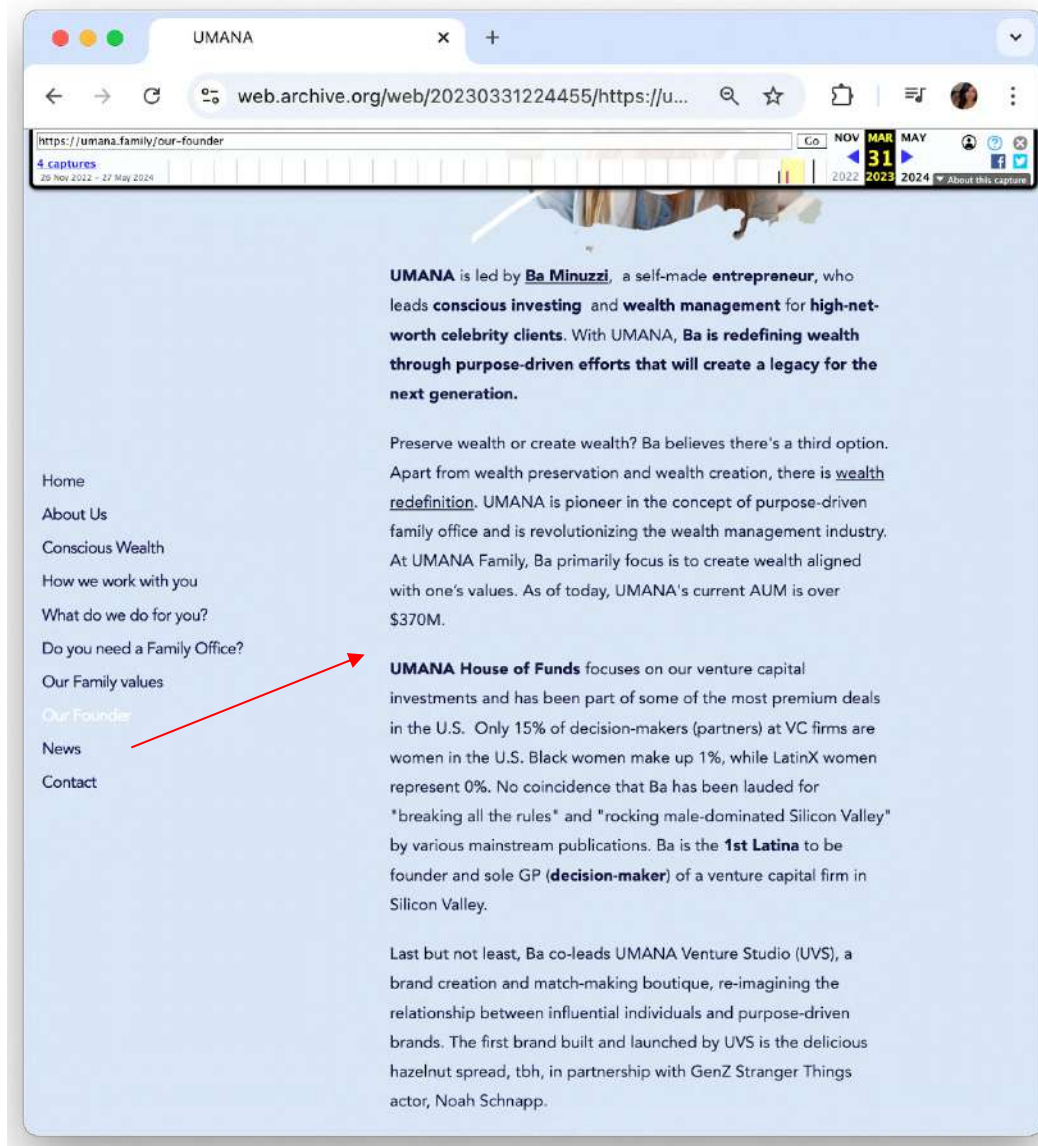 UMANA
web.archive.org/web/20230331224455/https://u...
https://umana.family/our-founder
Go
NOV MAR MAY
4 captures
31
26 Nov 2022 - 27 May 2024
2022 2023 2024
About this capture
UMANA is led by Ba Minuzzi, a self-made entrepreneur, who
leads conscious investing and wealth management for high-net-
worth celebrity clients. With UMANA, Ba is redefining wealth
through purpose-driven efforts that will create a legacy for the
next generation.
Preserve wealth or create wealth? Ba believes there's a third option.
Apart from wealth preservation and wealth creation, there is wealth
redefinition. UMANA is pioneer in the concept of purpose-driven
family office and is revolutionizing the wealth management industry.
At UMANA Family, Ba primarily focus is to create wealth aligned
with one's values. As of today, UMANA's current AUM is over
$370M.
Home
About Us
Conscious Wealth
How we work with you
What do we do for you?
Do you need a Family Office?
Our Family values
Our Founder
News
Contact
UMANA House of Funds focuses on our venture capital
investments and has been part of some of the most premium deals
in the U.S. Only 15% of decision-makers (partners) at VC firms are
women in the U.S. Black women make up 1%, while LatinX women
represent 0%. No coincidence that Ba has been lauded for
"breaking all the rules" and "rocking male-dominated Silicon Valley"
by various mainstream publications. Ba is the 1st Latina to be
founder and sole GP (decision-maker) of a venture capital firm in
Silicon Valley.
Last but not least, Ba co-leads UMANA Venture Studio (UVS), a
brand creation and match-making boutique, re-imagining the
relationship between influential individuals and purpose-driven
brands. The first brand built and launched by UVS is the delicious
hazelnut spread, tbh, in partnership with GenZ Stranger Things
actor, Noah Schnapp.